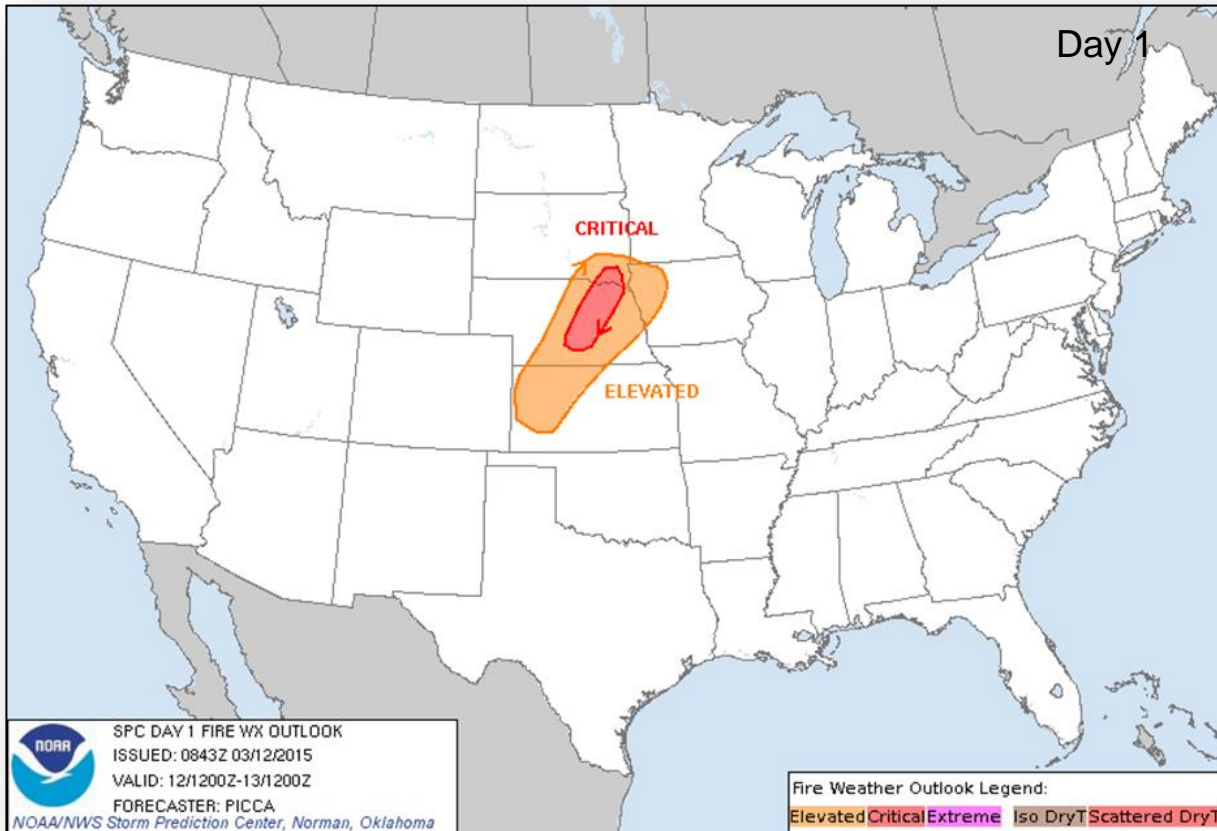 Day 1
CRITICAL
ELEVATED
NOAA
SPC DAY 1 FIRE WX OUTLOOK
ISSUED: 0843Z 03/12/2015
VALID: 12/1200Z-13/1200Z
FORECASTER: PICCA
NOAA/NWS Storm Prediction Center, Norman, Oklahoma
Fire Weather Outlook Legend:
Elevated Critical Extreme Iso DryT Scattered DryT